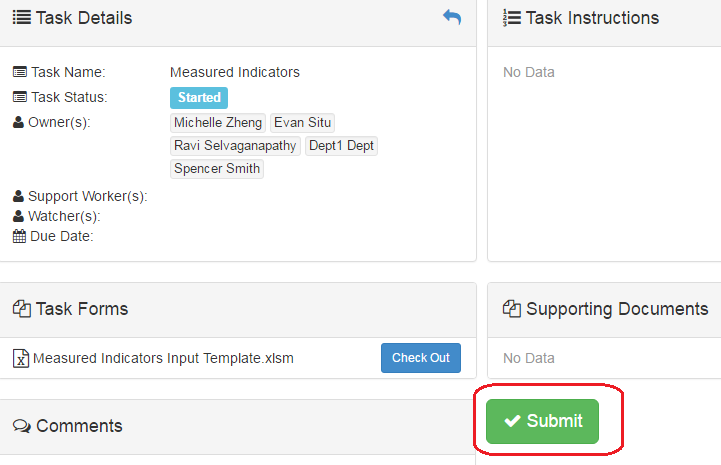 Task Details
Task Name: Measured Indicators
Task Status: Started
Owner(s): Michelle Zheng Evan Situ
Ravi Selvaganapathy Dept1 Dept
Spencer Smith
Support Worker(s):
Watcher(s):
Due Date:
Task Instructions
No Data
Task Forms
Measured Indicators Input Template.xlsm Check Out
Supporting Documents
No Data
Comments
Submit